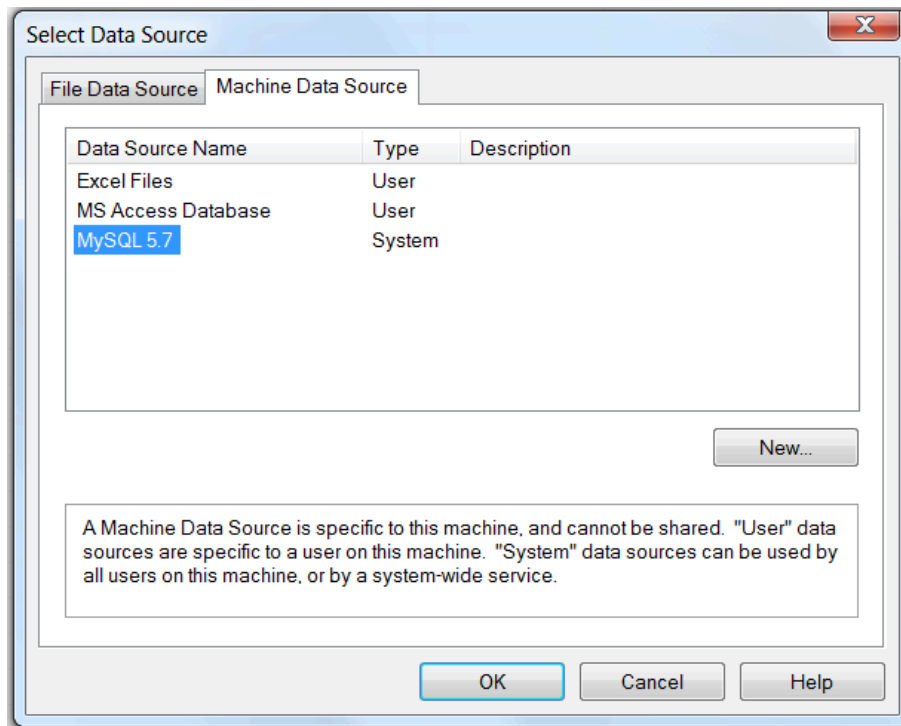 Select Data Source
File Data Source Machine Data Source
Data Source Name Type Description
Excel Files User
MS Access Database User
MySQL 5.7 System
New...
A Machine Data Source is specific to this machine, and cannot be shared. "User" data
sources are specific to a user on this machine. "System" data sources can be used by
all users on this machine, or by a system-wide service.
OK Cancel Help